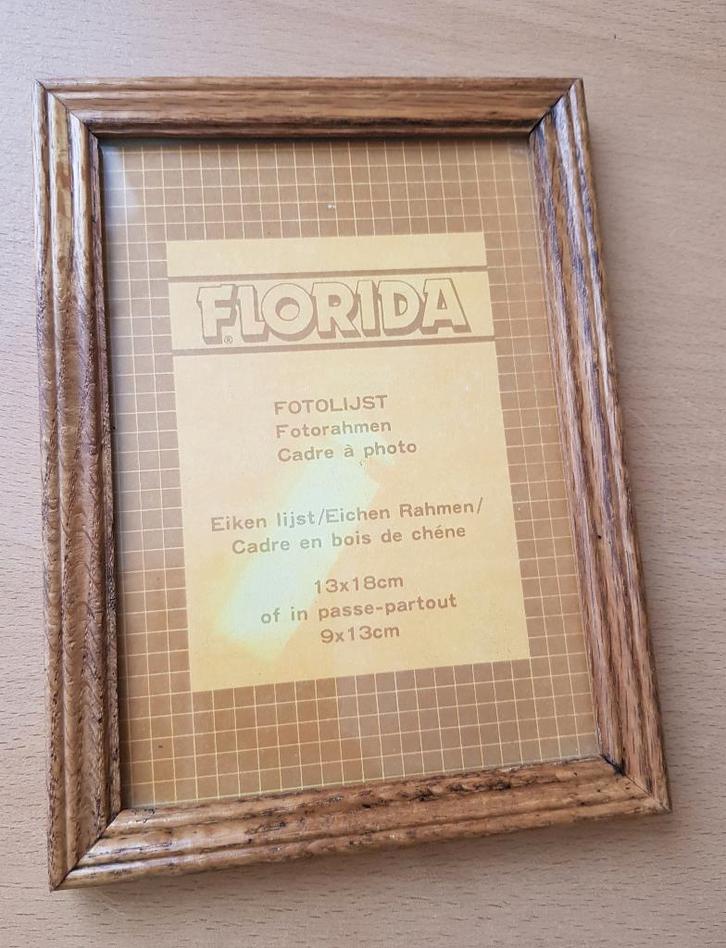 FLORIDA
®
FOTOLIJST
Fotorahmen
Cadre à photo
Eiken lijst/Eichen Rahmen/
Cadre en bois de chéne
13x18cm
of in passe-partout
9x13cm